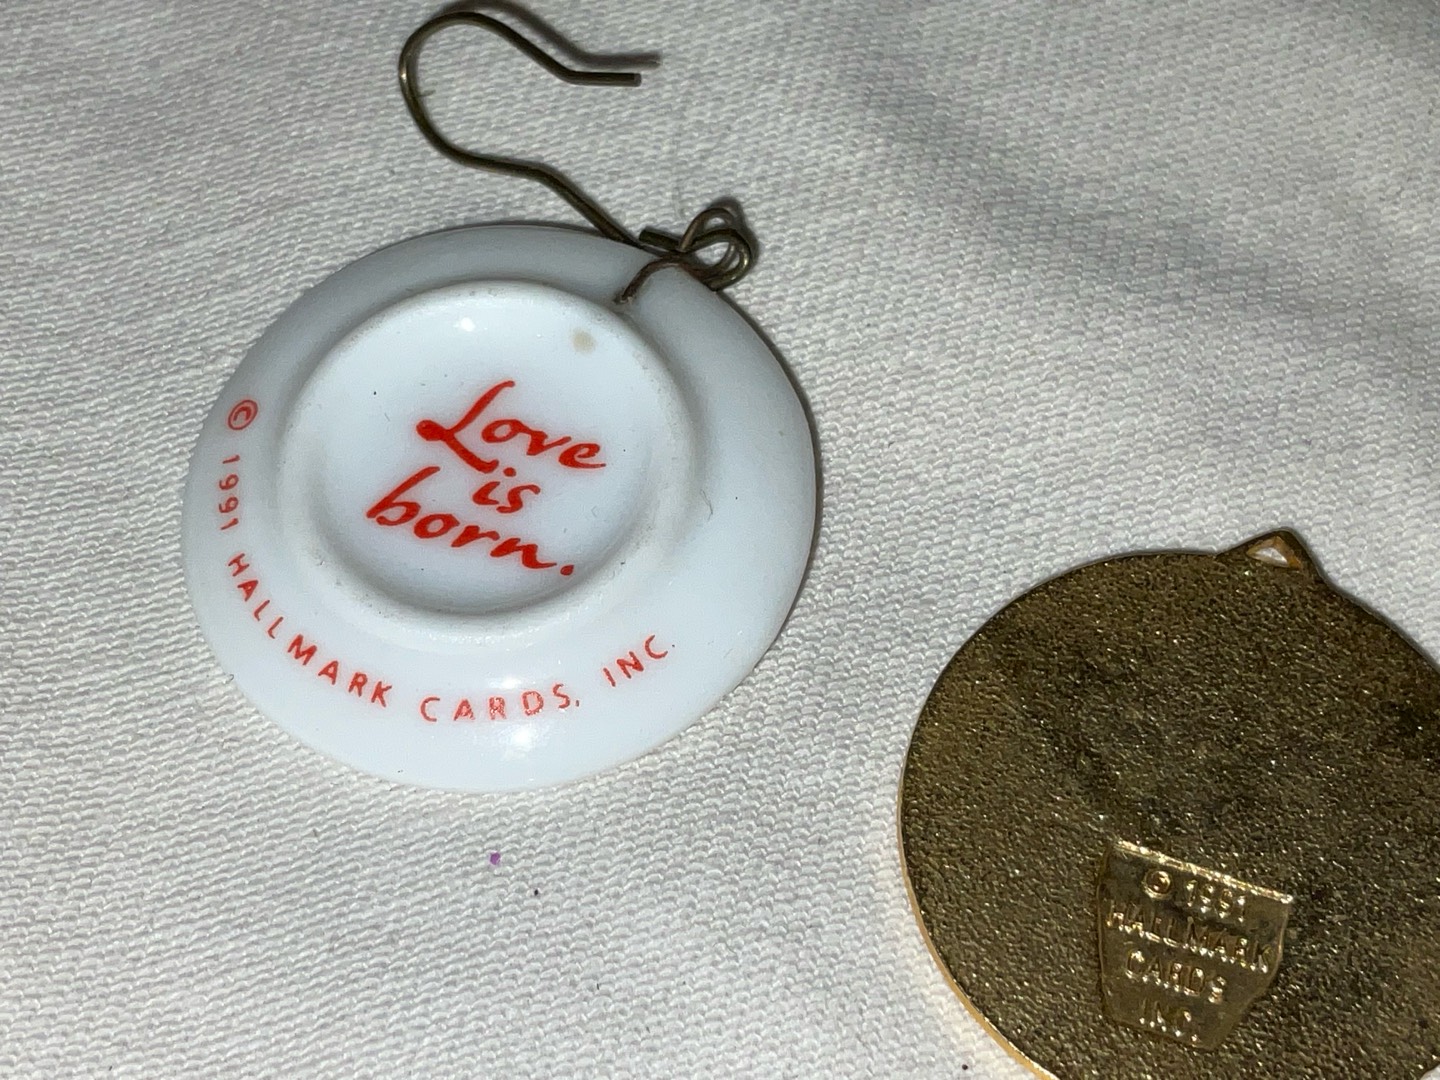 Love
is
born.
© 1991 HALLMARK CARDS, INC.
© 1991
HALLMARK
CARDS
INC.